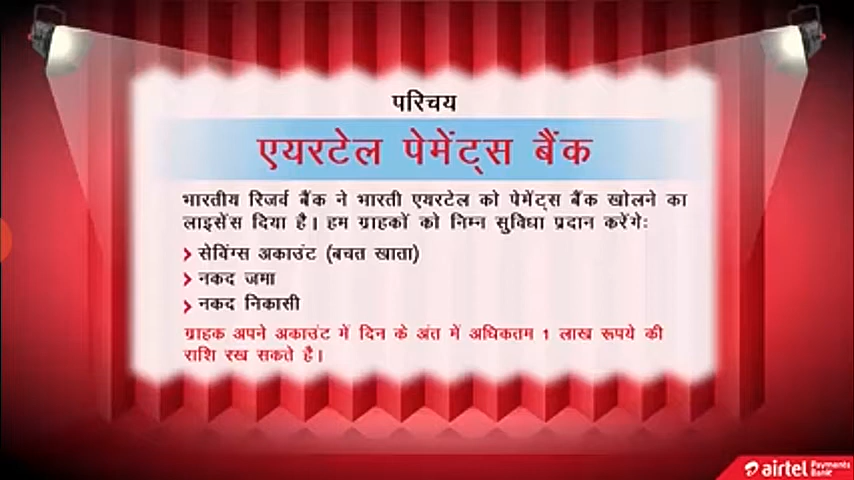 परिचय
एयरटेल पेमेंट्स बैंक
भारतीय रिजर्व बैंक ने भारती एयरटेल को पेमेंट्स बैंक खोलने का
लाइसेंस दिया है। हम ग्राहकों को निम्न सुविधा प्रदान करेंगेः
सेविंग्स अकाउंट (बचत खाता)
नकद जमा
नकद निकासी
ग्राहक अपने अकाउंट में दिन के अंत में अधिकतम 1 लाख रूपये की
राशि रख सकते है।
airtel Payments
Bank